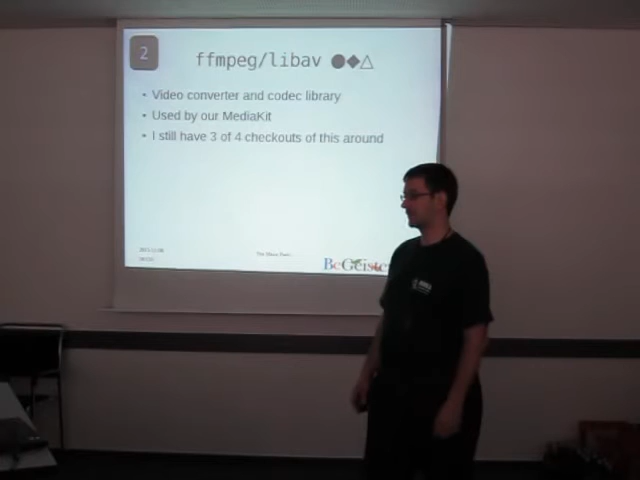 2
ffmpeg/libav ●◆△
• Video converter and codec library
• Used by our MediaKit
• I still have 3 of 4 checkouts of this around
BeGeistert